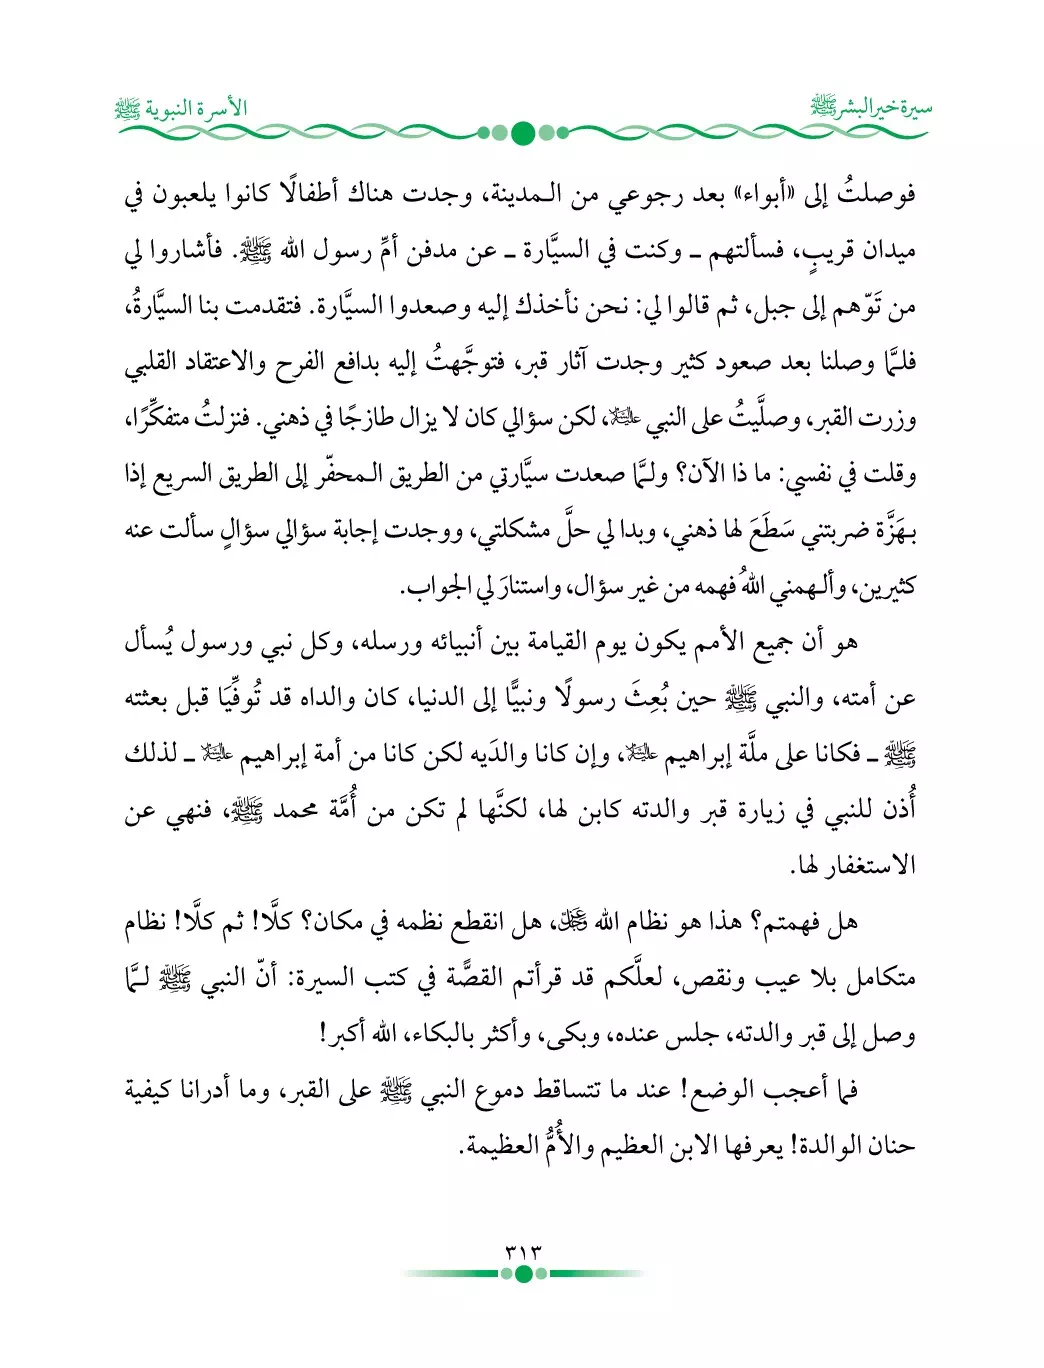 سيرة خير البشر ﷺ
الأسرة النبوية ﷺ
فوصلتُ إلى «أبواء» بعد رجوعي من الـمدينة، وجدت هناك أطفالًا كانوا يلعبون في
ميدان قريبٍ، فسألتهم ـ وكنت في السيَّارة ـ عن مدفن أمِّ رسول الله ﷺ. فأشاروا لي
من تَوّهم إلى جبل، ثم قالوا لي: نحن نأخذك إليه وصعدوا السيَّارة. فتقدمت بنا السيَّارةُ،
فلـمَّا وصلنا بعد صعود كثير وجدت آثار قبر، فتوجَّهتُ إليه بدافع الفرح والاعتقاد القلبي
وزرت القبر، وصلَّيتُ على النبي عليه السلام، لكن سؤالي كان لا يزال طازجًا في ذهني. فنزلتُ متفكِّرًا،
وقلت في نفسي: ما ذا الآن؟ ولـمَّا صعدت سيَّارتي من الطريق الـمحفّر إلى الطريق السريع إذا
بـهَزَّة ضربتني سَطَعَ لها ذهني، وبدا لي حلَّ مشكلتي، ووجدت إجابة سؤالي سؤالٍ سألت عنه
كثيرين، وألـهمني اللهُ فهمه من غير سؤال، واستنارَ لي الجواب.
هو أن جميع الأمم يكون يوم القيامة بين أنبيائه ورسله، وكل نبي ورسول يُسأل
عن أمته، والنبي ﷺ حين بُعِثَ رسولًا ونبيًّا إلى الدنيا، كان والداه قد تُوفِّيَا قبل بعثته
ﷺ ـ فكانا على ملَّة إبراهيم عليه السلام، وإن كانا والدَيه لكن كانا من أمة إبراهيم عليه السلام ـ لذلك
أُذن للنبي في زيارة قبر والدته كابن لها، لكنَّها لم تكن من أُمَّة محمد ﷺ، فنهي عن
الاستغفار لها.
هل فهمتم؟ هذا هو نظام الله عز وجل، هل انقطع نظمه في مكان؟ كلَّا! ثم كلَّا! نظام
متكامل بلا عيب ونقص، لعلَّكم قد قرأتم القصَّة في كتب السيرة: أنّ النبي ﷺ لـمَّا
وصل إلى قبر والدته، جلس عنده، وبكى، وأكثر بالبكاء، الله أكبر!
فما أعجب الوضع! عند ما تتساقط دموع النبي ﷺ على القبر، وما أدرانا كيفية
حنان الوالدة! يعرفها الابن العظيم والأُمُّ العظيمة.
٣١٣